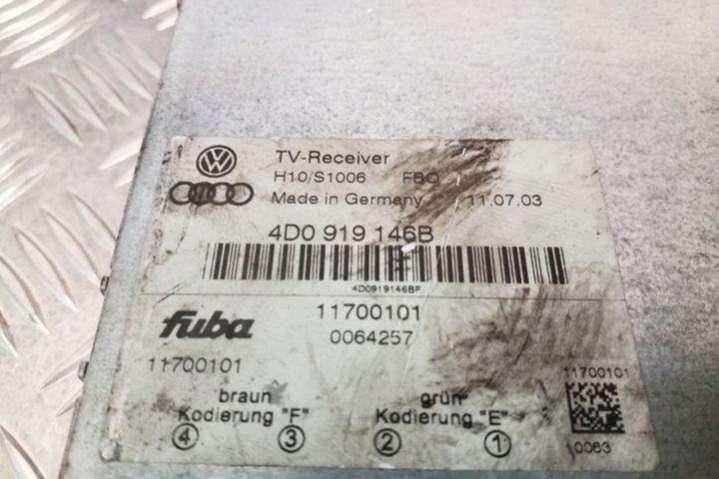 TV-Receiver
H10/S1006 FBO
Made in Germany 11.07.03
4D0 919 146B
4D0919146BF
fuba 11700101
0064257
11700101 11700101
braun grün
Kodierung "F" Kodierung "E"
4 3 2 1
0063